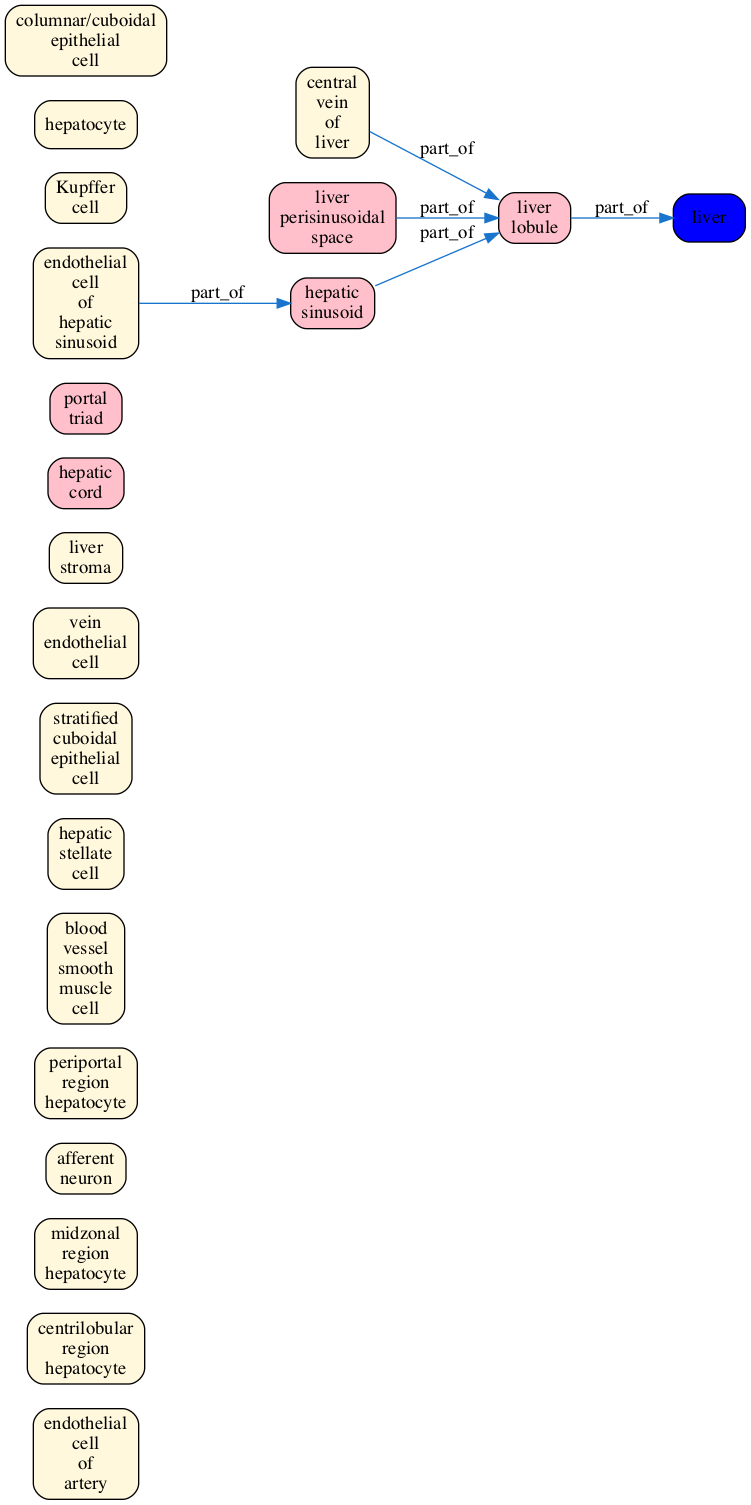 columnar/cuboidal
epithelial
cell
hepatocyte
Kupffer
cell
endothelial
cell
of
hepatic
sinusoid
portal
triad
hepatic
cord
liver
stroma
vein
endothelial
cell
stratified
cuboidal
epithelial
cell
hepatic
stellate
cell
blood
vessel
smooth
muscle
cell
periportal
region
hepatocyte
afferent
neuron
midzonal
region
hepatocyte
centrilobular
region
hepatocyte
endothelial
cell
of
artery
part_of
central
vein
of
liver
liver
perisinusoidal
space
hepatic
sinusoid
part_of
part_of
part_of
liver
lobule
part_of
liver